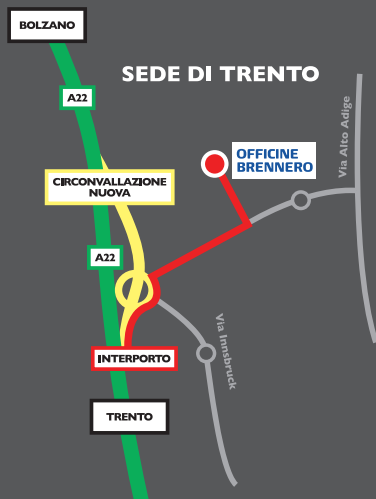 BOLZANO
SEDE DI TRENTO
A22
Via Alto Adige
OFFICINE
BRENNERO
CIRCONVALLAZIONE
NUOVA
A22
Via Innsbruck
INTERPORTO
TRENTO